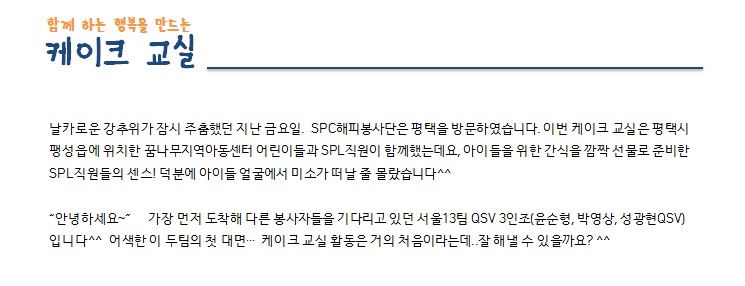 함께 하는 행복을 만드는
케이크 교실
날카로운 강추위가 잠시 주춤했던 지난 금요일. SPC해피봉사단은 평택을 방문하였습니다. 이번 케이크 교실은 평택시
팽성읍에 위치한 꿈나무지역아동센터 어린이들과 SPL직원이 함께했는데요, 아이들을 위한 간식을 깜짝 선물로 준비한
SPL직원들의 센스! 덕분에 아이들 얼굴에서 미소가 떠날 줄 몰랐습니다^^
"안녕하세요~" 가장 먼저 도착해 다른 봉사자들을 기다리고 있던 서울13팀 QSV 3인조(윤순형, 박영상, 성광현QSV)
입니다^^ 어색한 이 두팀의 첫 대면… 케이크 교실 활동은 거의 처음이라는데..잘 해낼 수 있을까요? ^^